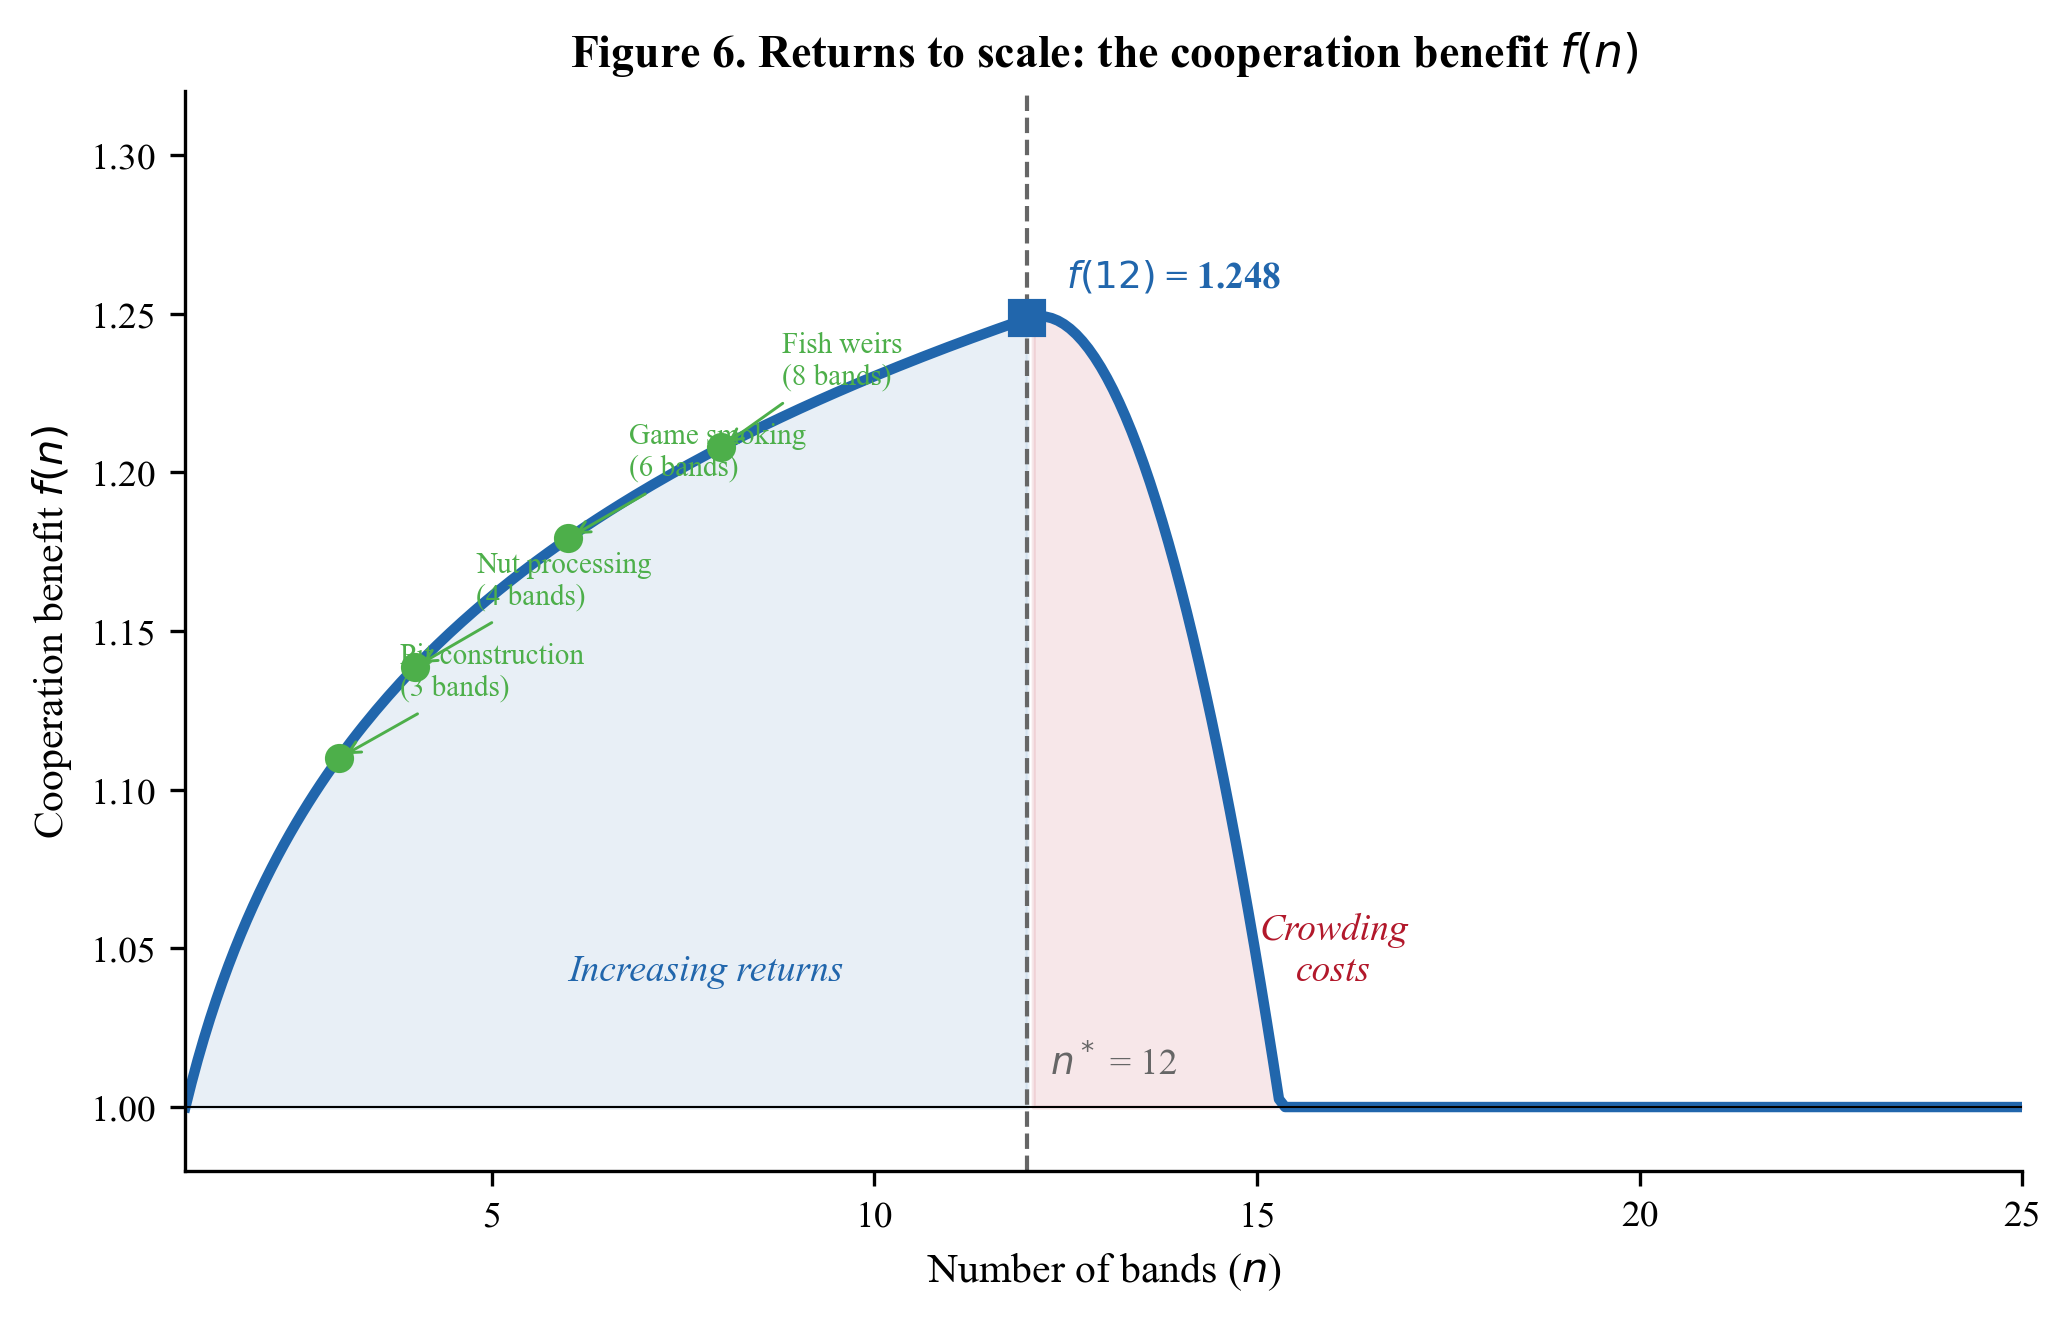 Figure 6. Returns to scale: the cooperation benefit f(n)
Cooperation benefit f(n)
1.30
1.25
1.20
1.15
1.10
1.05
1.00
f(12) = 1.248
Fish weirs
(8 bands)
Game smoking
(6 bands)
Nut processing
(4 bands)
Pit construction
(3 bands)
Increasing returns
Crowding
costs
n* = 12
5
10
15
20
25
Number of bands (n)